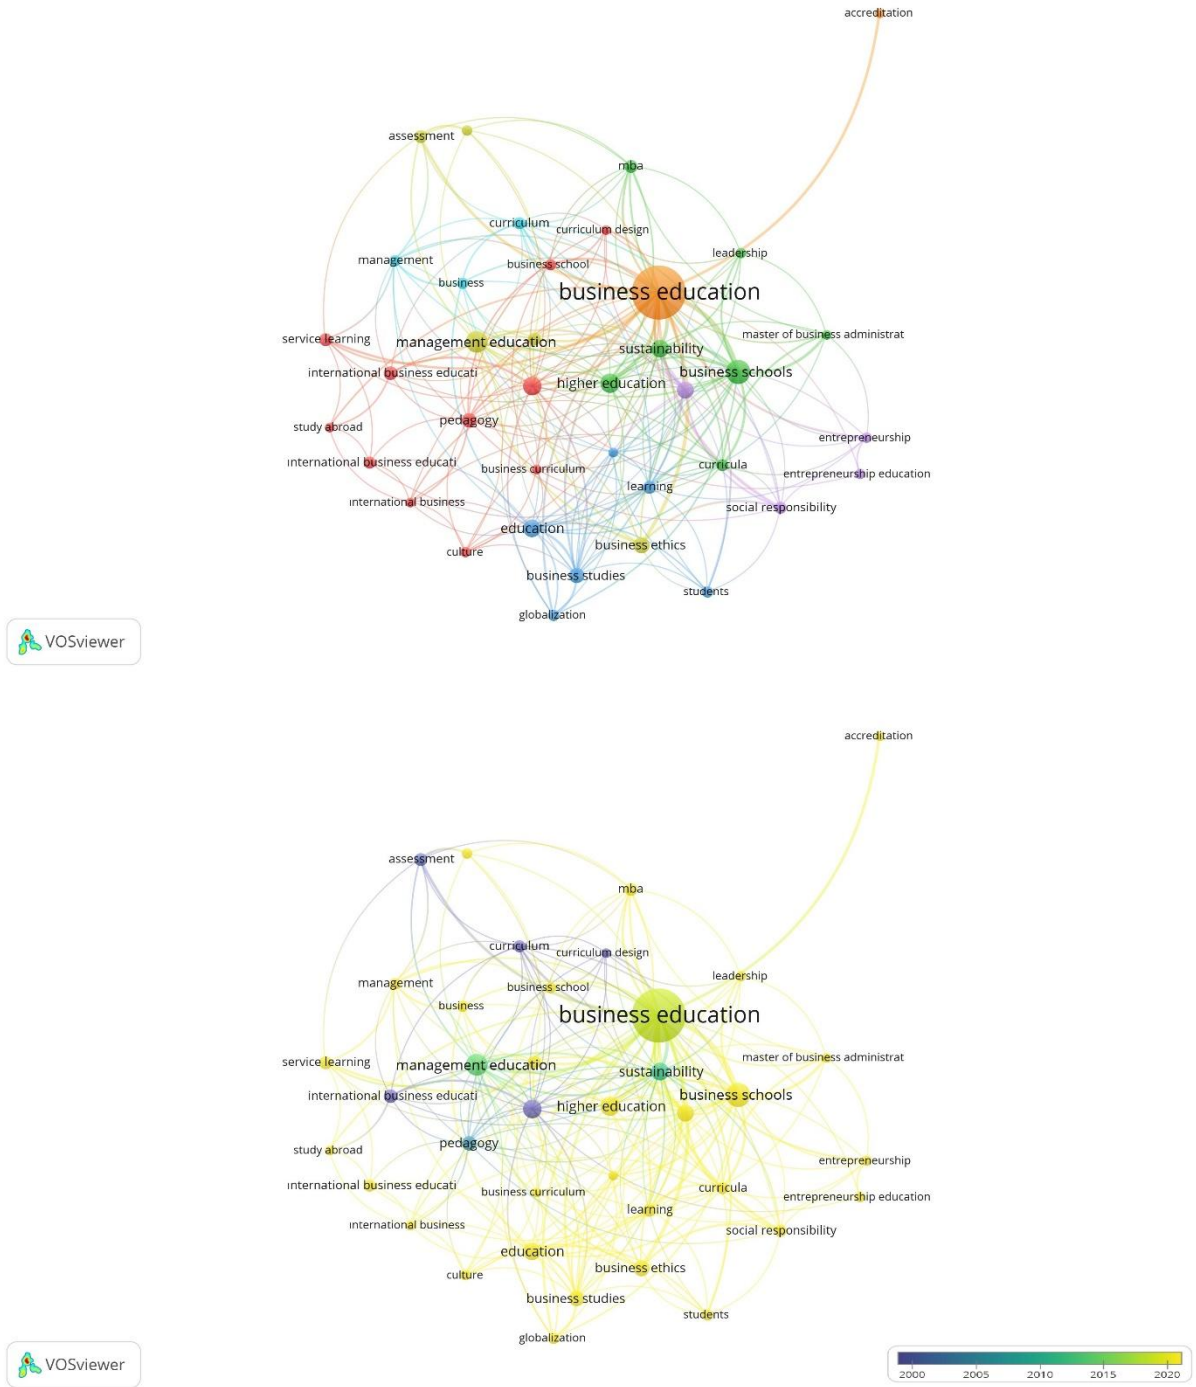 accreditation
assessment
mba
curriculum
curriculum design
leadership
management
business school
business
business education
service learning
management education
sustainability
master of business administrat
international business educati
higher education
business schools
study abroad
pedagogy
entrepreneurship
international business educati
business curriculum
curricula
entrepreneurship education
learning
international business
social responsibility
education
business ethics
culture
business studies
students
globalization
VOSviewer
accreditation
assessment
mba
curriculum
curriculum design
leadership
management
business school
business
business education
service learning
management education
sustainability
master of business administrat
international business educati
higher education
business schools
study abroad
pedagogy
entrepreneurship
international business educati
business curriculum
curricula
entrepreneurship education
learning
international business
social responsibility
education
business ethics
culture
business studies
students
globalization
VOSviewer
2000 2005 2010 2015 2020